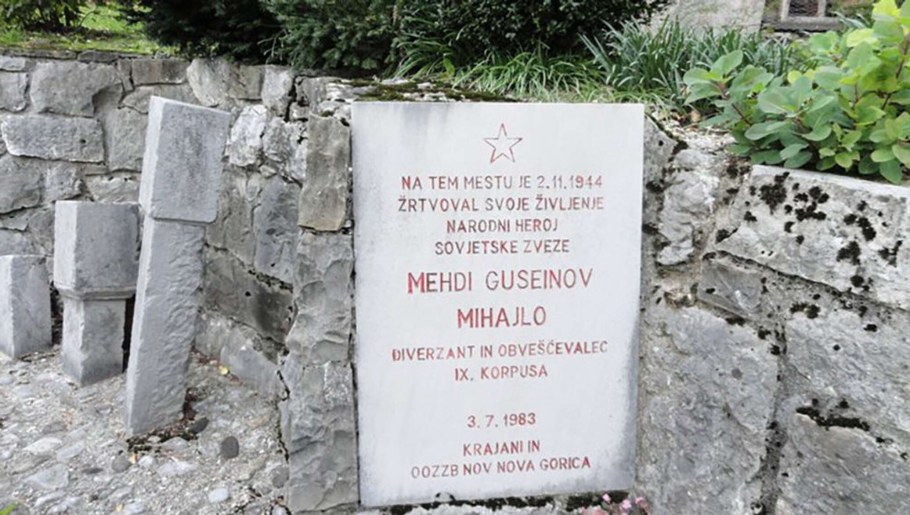 NA TEM MESTU JE 2.11.1944
ŽRTVOVAL SVOJE ŽIVLJENJE
NARODNI HEROJ
SOVJETSKE ZVEZE
MEHDI GUSEINOV
MIHAJLO
DIVERZANT IN OBVEŠČEVALEC
IX. KORPUSA
3.7.1983
KRAJANI IN
OOZZB NOV NOVA GORICA